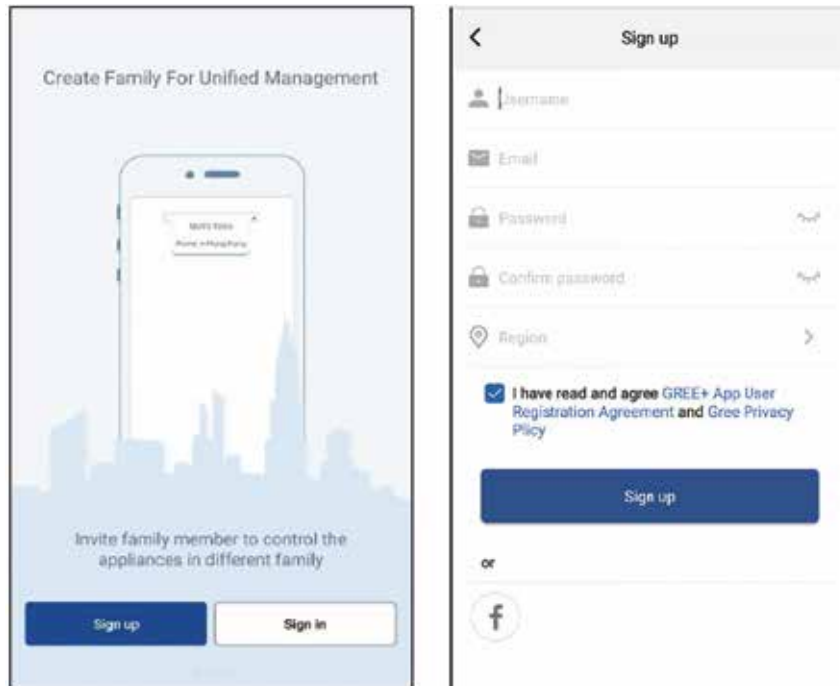 Create Family For Unified Management
Invite family member to control the
appliances in different family
Sign up
Sign in
Sign up
Username
Email
Password
Confirm password
Region
I have read and agree GREE+ App User
Registration Agreement and Gree Privacy
Plicy
Sign up
or
f